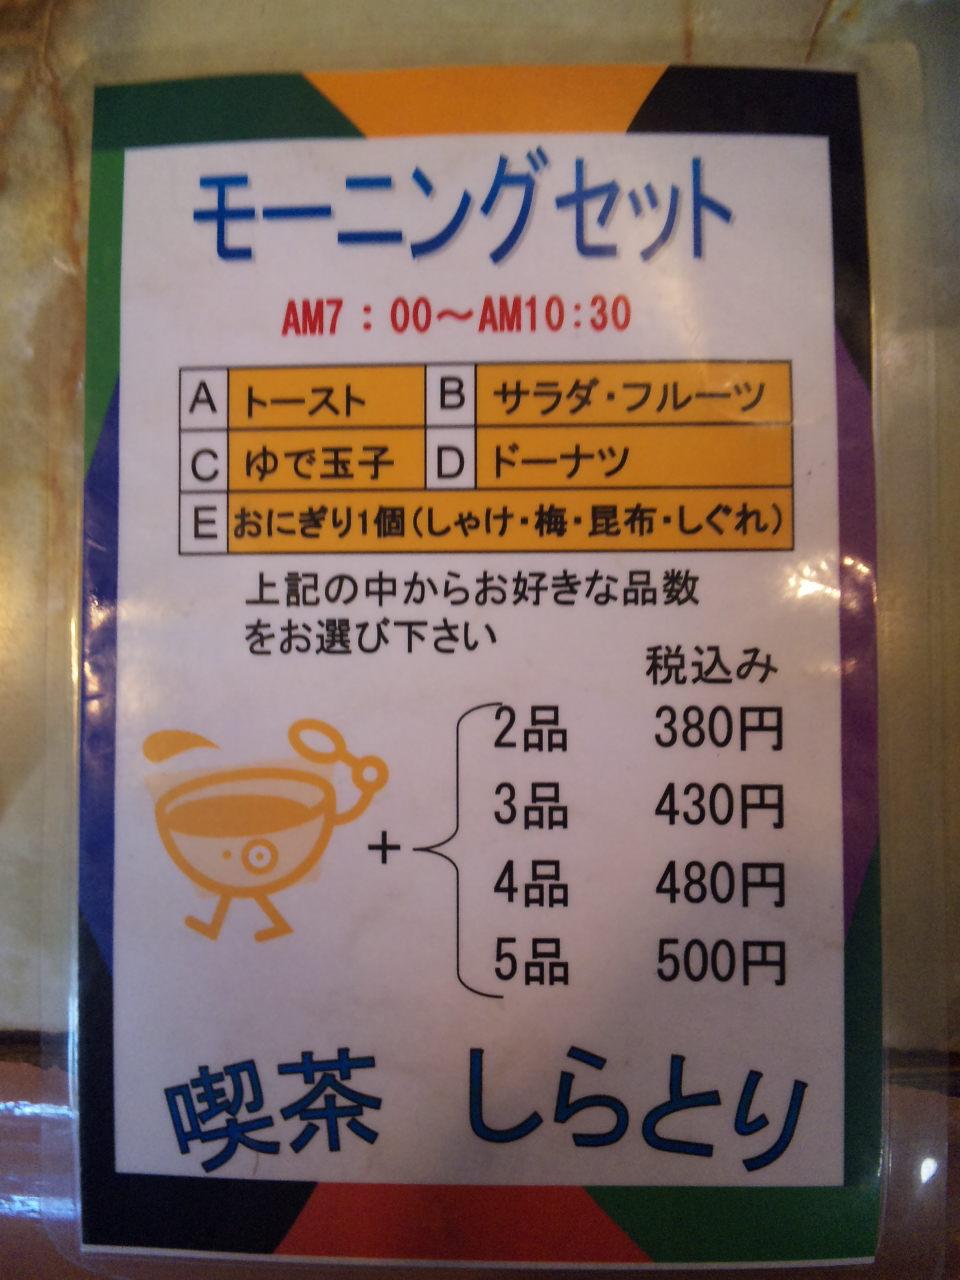 モーニングセット
AM7：00～AM10:30
A トースト B サラダ・フルーツ
C ゆで玉子 D ドーナツ
E おにぎり1個（しゃけ・梅・昆布・しぐれ）
上記の中からお好きな品数
をお選び下さい
税込み
2品 380円
3品 430円
+
4品 480円
5品 500円
喫茶 しらとり